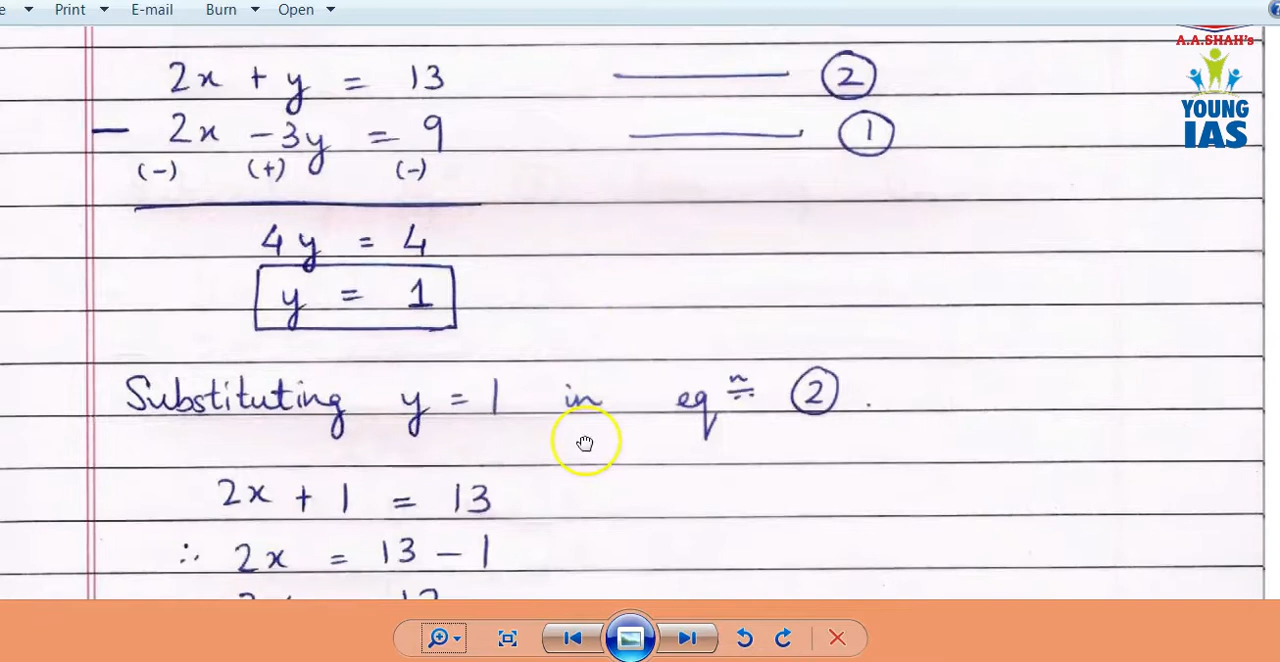 Print E-mail Burn Open
A.A.SHAH's
YOUNG
IAS
2x + y = 13 ——— ②
— 2x - 3y = 9 ——— ①
(-) (+) (-)
4y = 4
y = 1
Substituting y = 1 in eqⁿ ② .
2x + 1 = 13
∴ 2x = 13 - 1